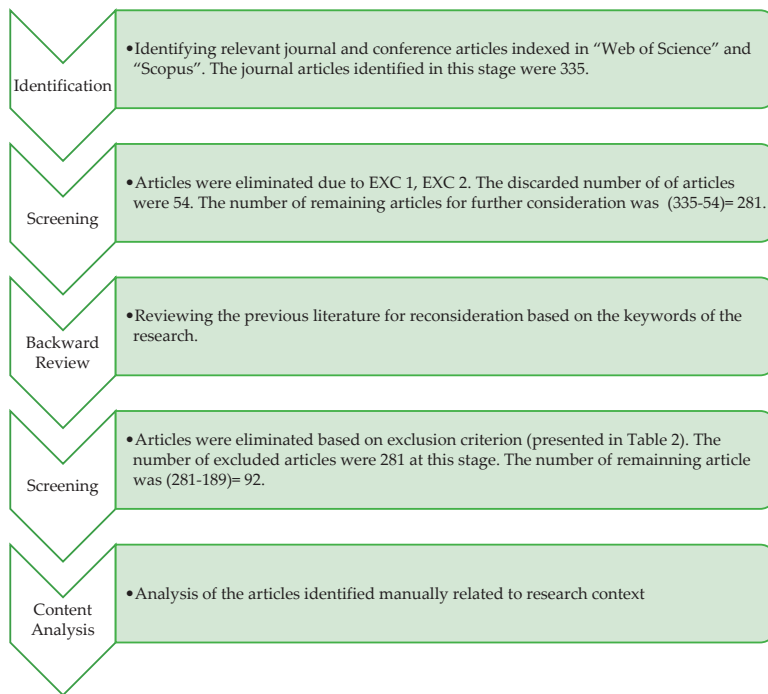 Identification
•Identifying relevant journal and conference articles indexed in “Web of Science” and
“Scopus”. The journal articles identified in this stage were 335.
Screening
•Articles were eliminated due to EXC 1, EXC 2. The discarded number of of articles
were 54. The number of remaining articles for further consideration was (335-54)= 281.
Backward
Review
•Reviewing the previous literature for reconsideration based on the keywords of the
research.
Screening
•Articles were eliminated based on exclusion criterion (presented in Table 2). The
number of excluded articles were 281 at this stage. The number of remainning article
was (281-189)= 92.
Content
Analysis
•Analysis of the articles identified manually related to research context